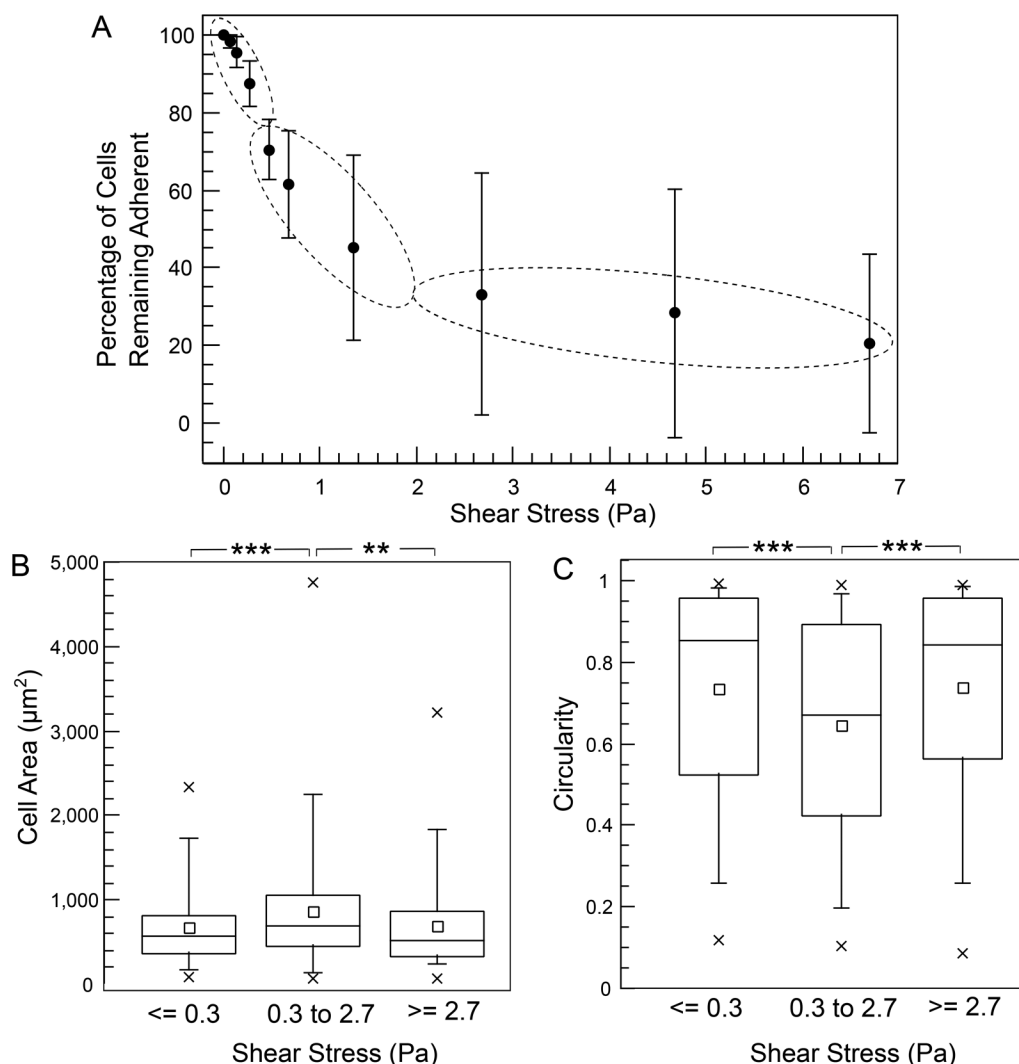 A
100
80
60
40
20
0
Percentage of Cells
Remaining Adherent
0 1 2 3 4 5 6 7
Shear Stress (Pa)
B
*** **
5,000
4,000
3,000
2,000
1,000
0
Cell Area (µm²)
<= 0.3 0.3 to 2.7 >= 2.7
Shear Stress (Pa)
C
*** ***
1
0.8
0.6
0.4
0.2
0
Circularity
<= 0.3 0.3 to 2.7 >= 2.7
Shear Stress (Pa)